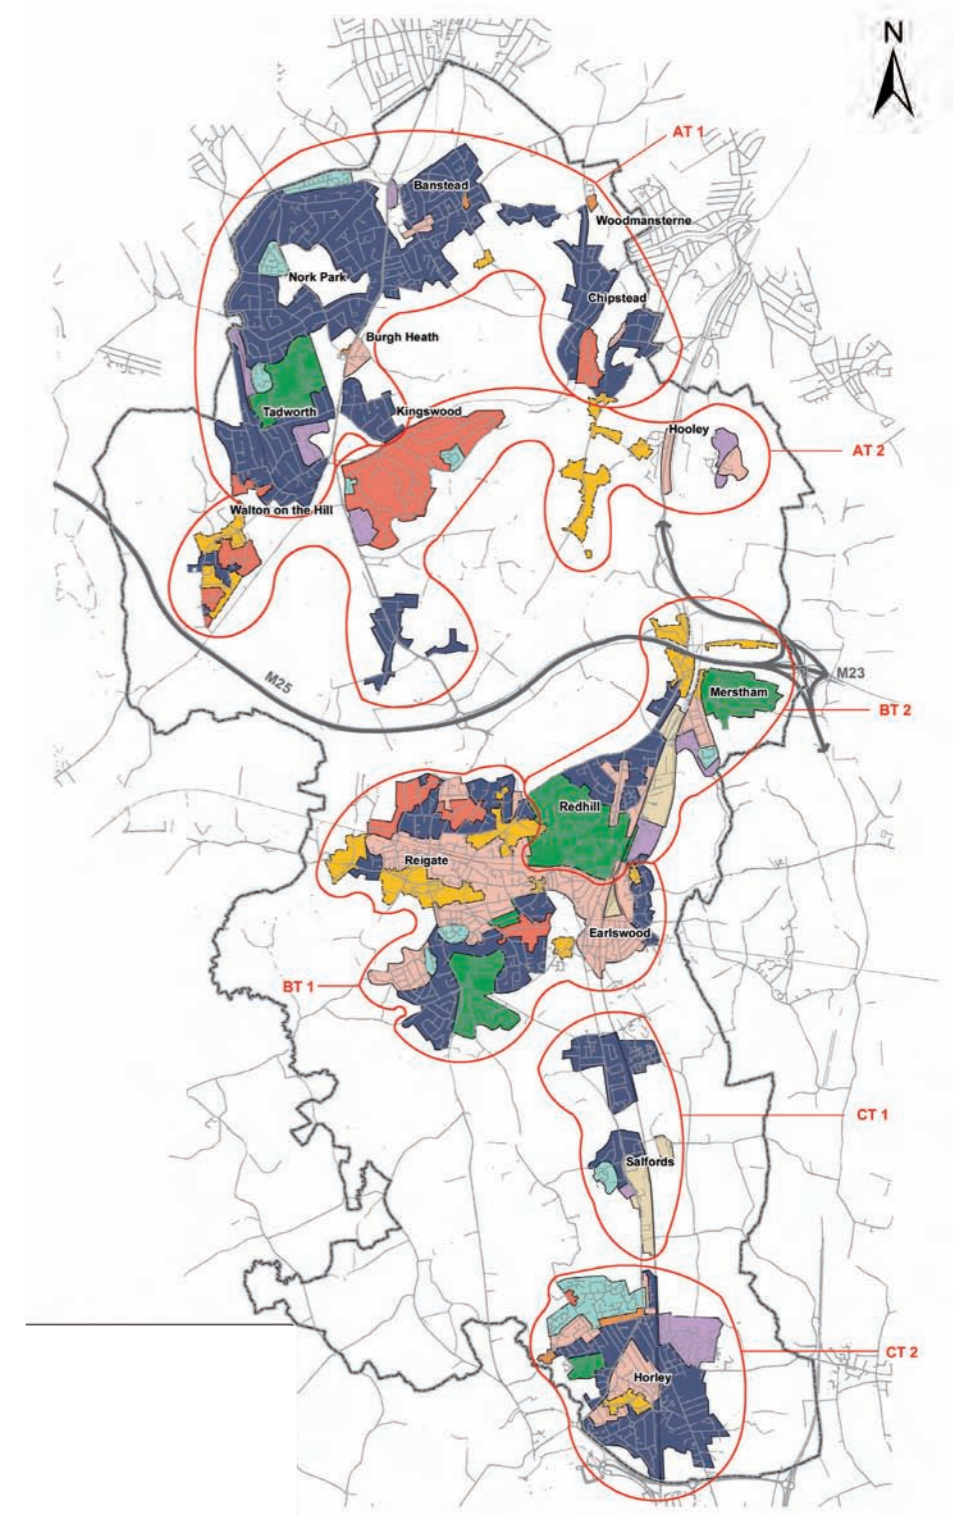 N
AT 1
Banstead
Woodmansterne
Nork Park
Chipstead
Burgh Heath
Tadworth
Kingswood
Hooley
AT 2
Walton on the Hill
M25
M23
Merstham
BT 2
Redhill
Reigate
Earlswood
BT 1
CT 1
Salfords
CT 2
Horley